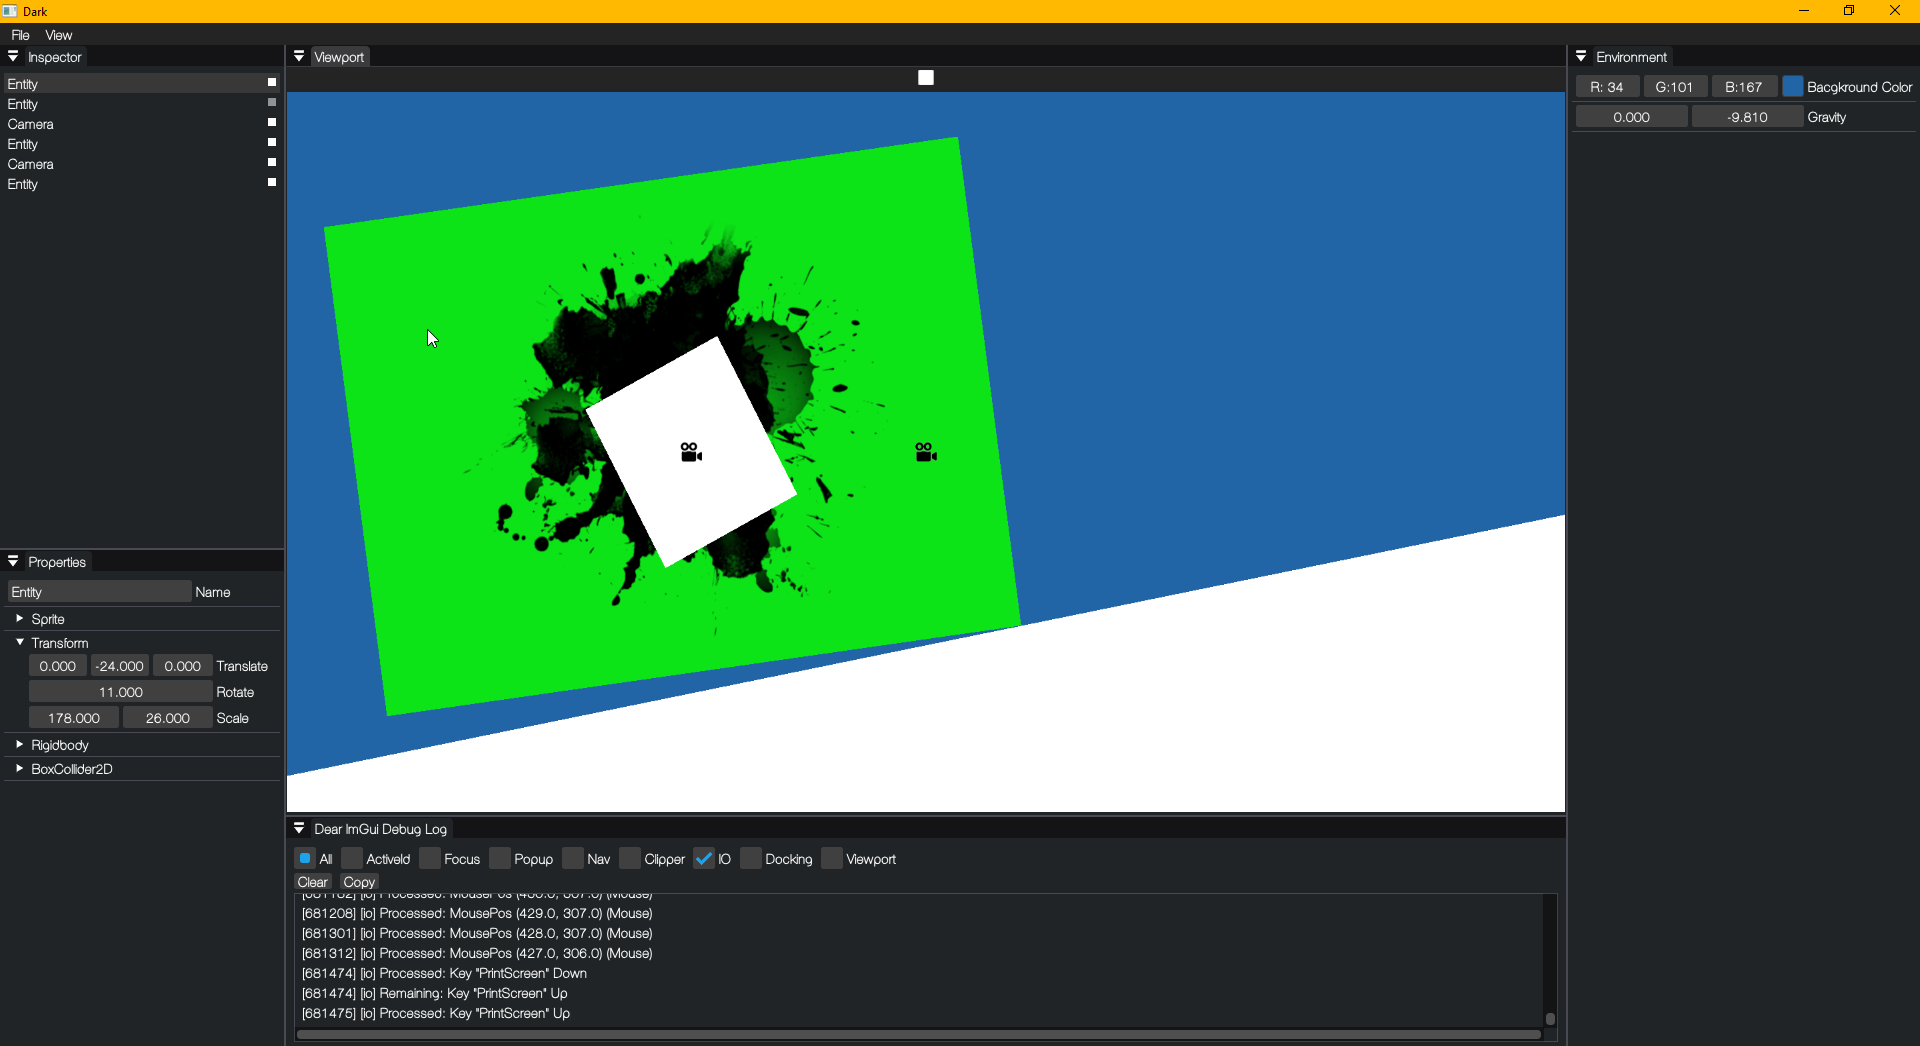 Dark
File View
Inspector
Entity
Entity
Camera
Entity
Camera
Entity
Properties
Entity Name
Sprite
Transform
0.000 -24.000 0.000 Translate
11.000 Rotate
178.000 26.000 Scale
Rigidbody
BoxCollider2D
Viewport
Dear ImGui Debug Log
All ActiveId Focus Popup Nav Clipper IO Docking Viewport
Clear Copy
[681208] [io] Processed: MousePos (429.0, 307.0) (Mouse)
[681301] [io] Processed: MousePos (428.0, 307.0) (Mouse)
[681312] [io] Processed: MousePos (427.0, 306.0) (Mouse)
[681474] [io] Processed: Key "PrintScreen" Down
[681474] [io] Remaining: Key "PrintScreen" Up
[681475] [io] Processed: Key "PrintScreen" Up
Environment
R: 34 G:101 B:167 Bacgkround Color
0.000 -9.810 Gravity